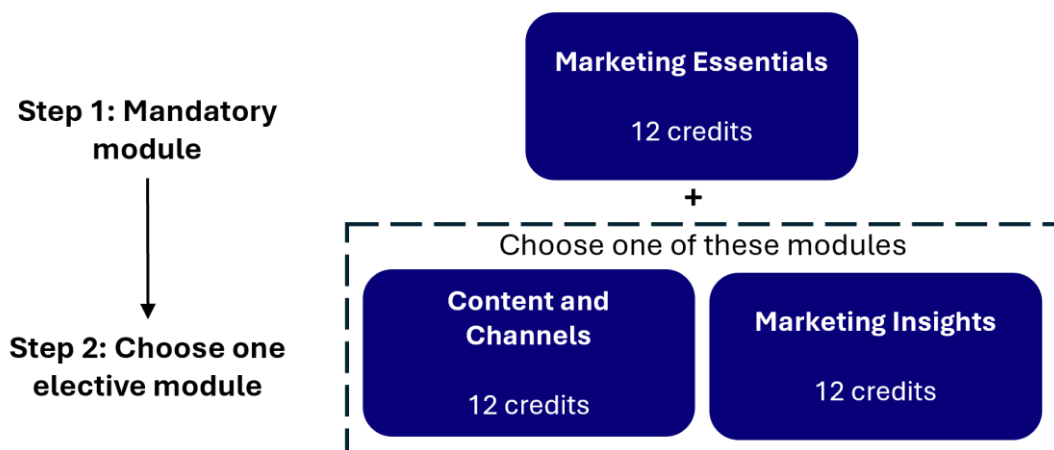 Marketing Essentials
12 credits
Step 1: Mandatory
module
+
Choose one of these modules
Content and
Channels
12 credits
Marketing Insights
12 credits
Step 2: Choose one
elective module